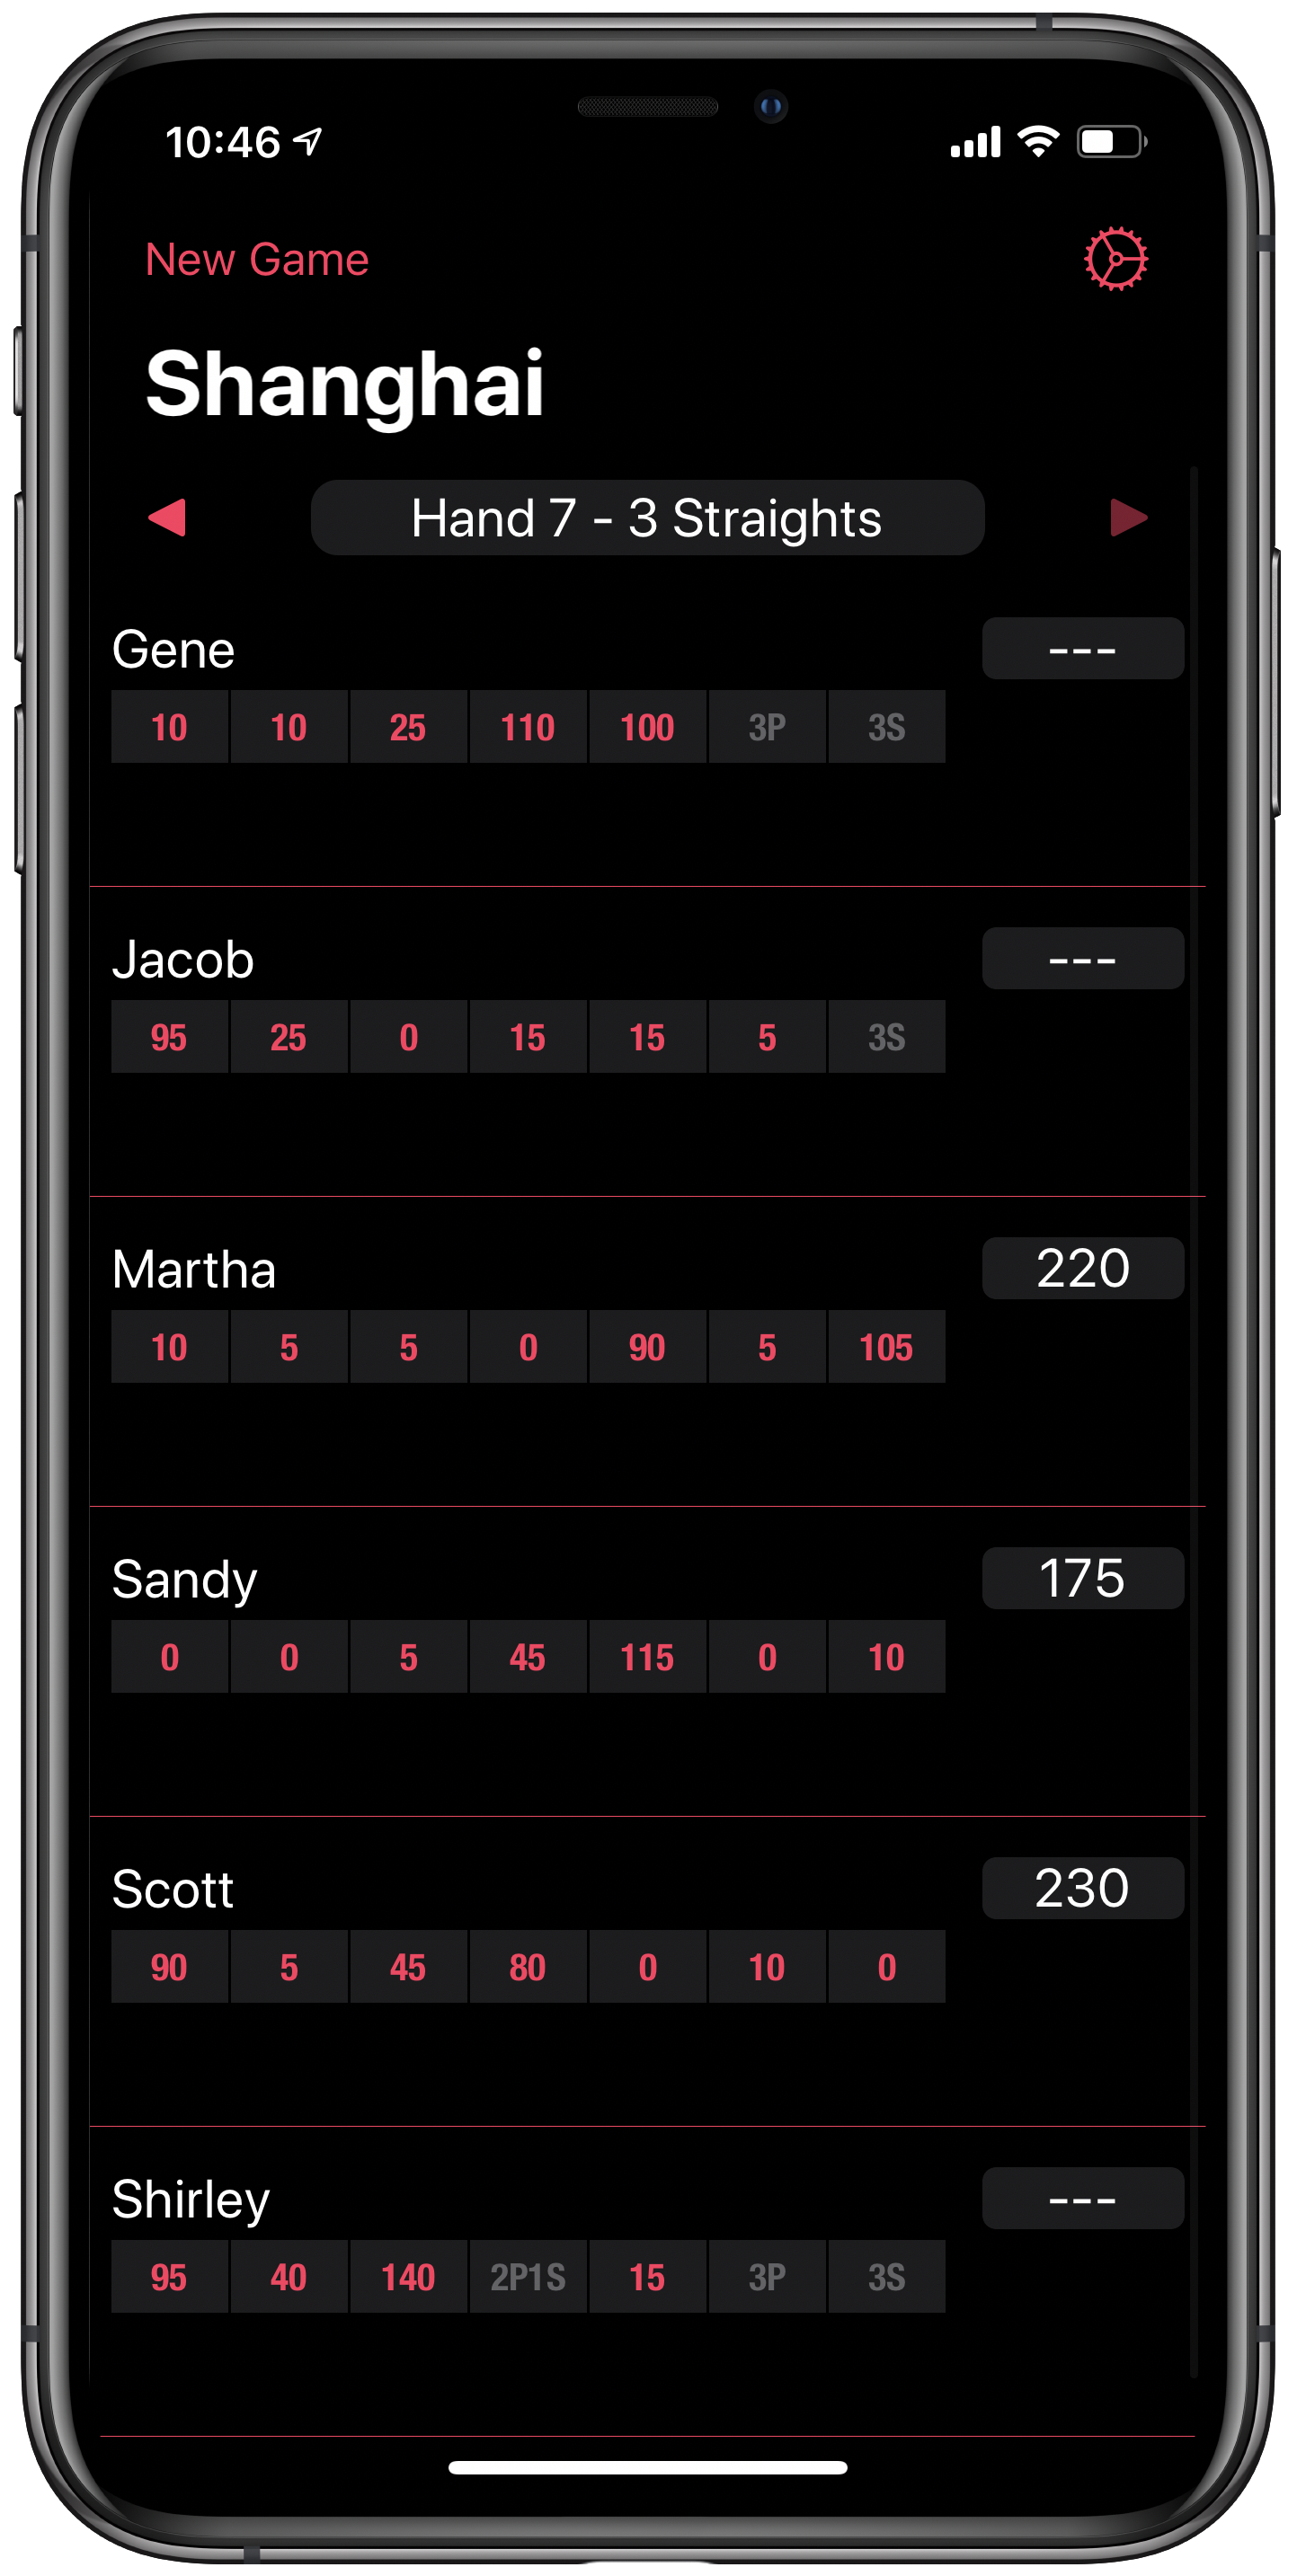 10:46
New Game
Shanghai
Hand 7 - 3 Straights
Gene ---
10 10 25 110 100 3P 3S
Jacob ---
95 25 0 15 15 5 3S
Martha 220
10 5 5 0 90 5 105
Sandy 175
0 0 5 45 115 0 10
Scott 230
90 5 45 80 0 10 0
Shirley ---
95 40 140 2P1S 15 3P 3S